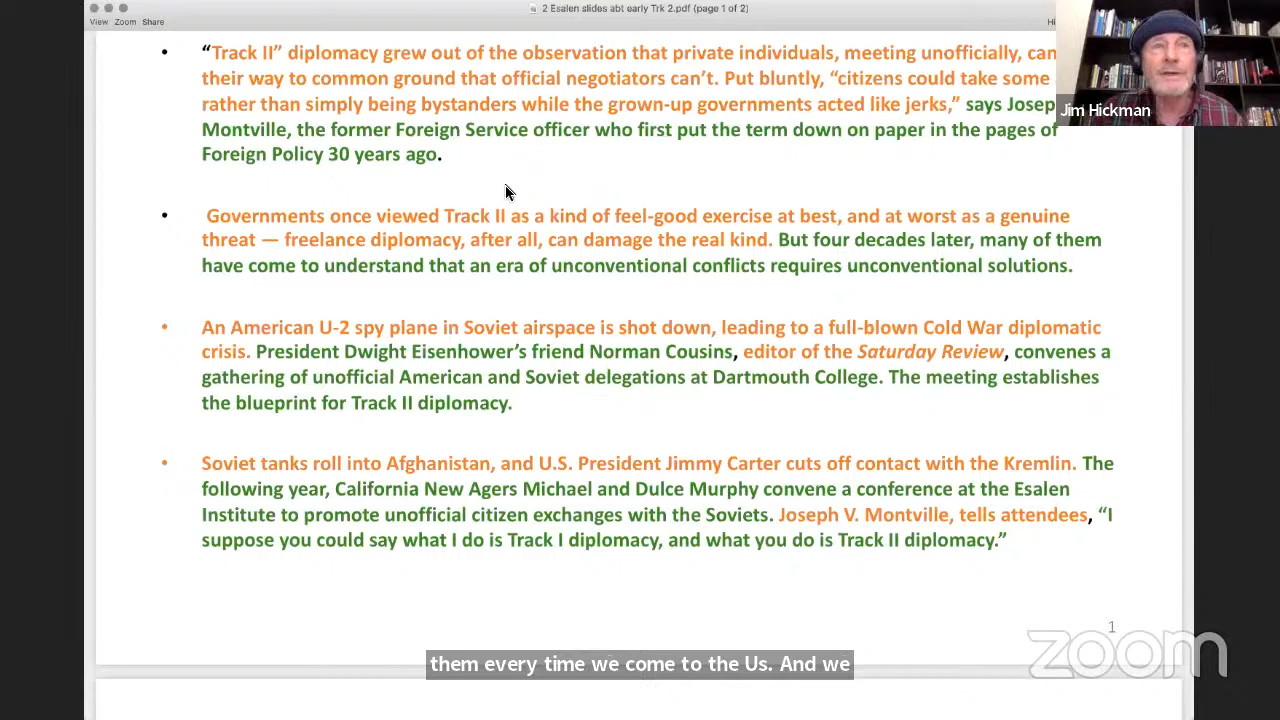 2 Esalen slides abt early Trk 2.pdf (page 1 of 2)
View Zoom Share
Hi
• “Track II” diplomacy grew out of the observation that private individuals, meeting unofficially, can
their way to common ground that official negotiators can’t. Put bluntly, “citizens could take some
rather than simply being bystanders while the grown-up governments acted like jerks,” says Josep
Montville, the former Foreign Service officer who first put the term down on paper in the pages of
Foreign Policy 30 years ago.
Jim Hickman
• Governments once viewed Track II as a kind of feel-good exercise at best, and at worst as a genuine
threat — freelance diplomacy, after all, can damage the real kind. But four decades later, many of them
have come to understand that an era of unconventional conflicts requires unconventional solutions.
• An American U-2 spy plane in Soviet airspace is shot down, leading to a full-blown Cold War diplomatic
crisis. President Dwight Eisenhower’s friend Norman Cousins, editor of the Saturday Review, convenes a
gathering of unofficial American and Soviet delegations at Dartmouth College. The meeting establishes
the blueprint for Track II diplomacy.
• Soviet tanks roll into Afghanistan, and U.S. President Jimmy Carter cuts off contact with the Kremlin. The
following year, California New Agers Michael and Dulce Murphy convene a conference at the Esalen
Institute to promote unofficial citizen exchanges with the Soviets. Joseph V. Montville, tells attendees, “I
suppose you could say what I do is Track I diplomacy, and what you do is Track II diplomacy.”
1
zoom
them every time we come to the Us. And we